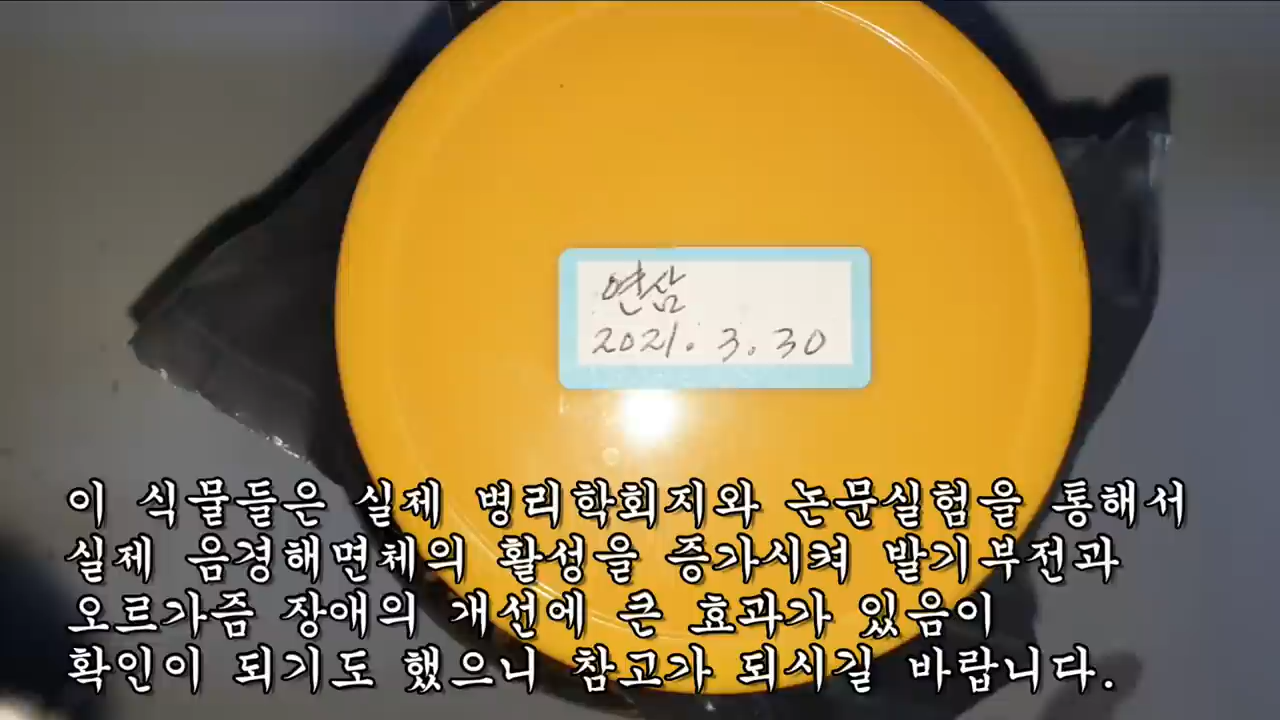 연삼
2021. 3. 30
이 식물들은 실제 병리학회지와 논문실험을 통해서
실제 음경해면체의 활성을 증가시켜 발기부전과
오르가즘 장애의 개선에 큰 효과가 있음이
확인이 되기도 했으니 참고가 되시길 바랍니다.